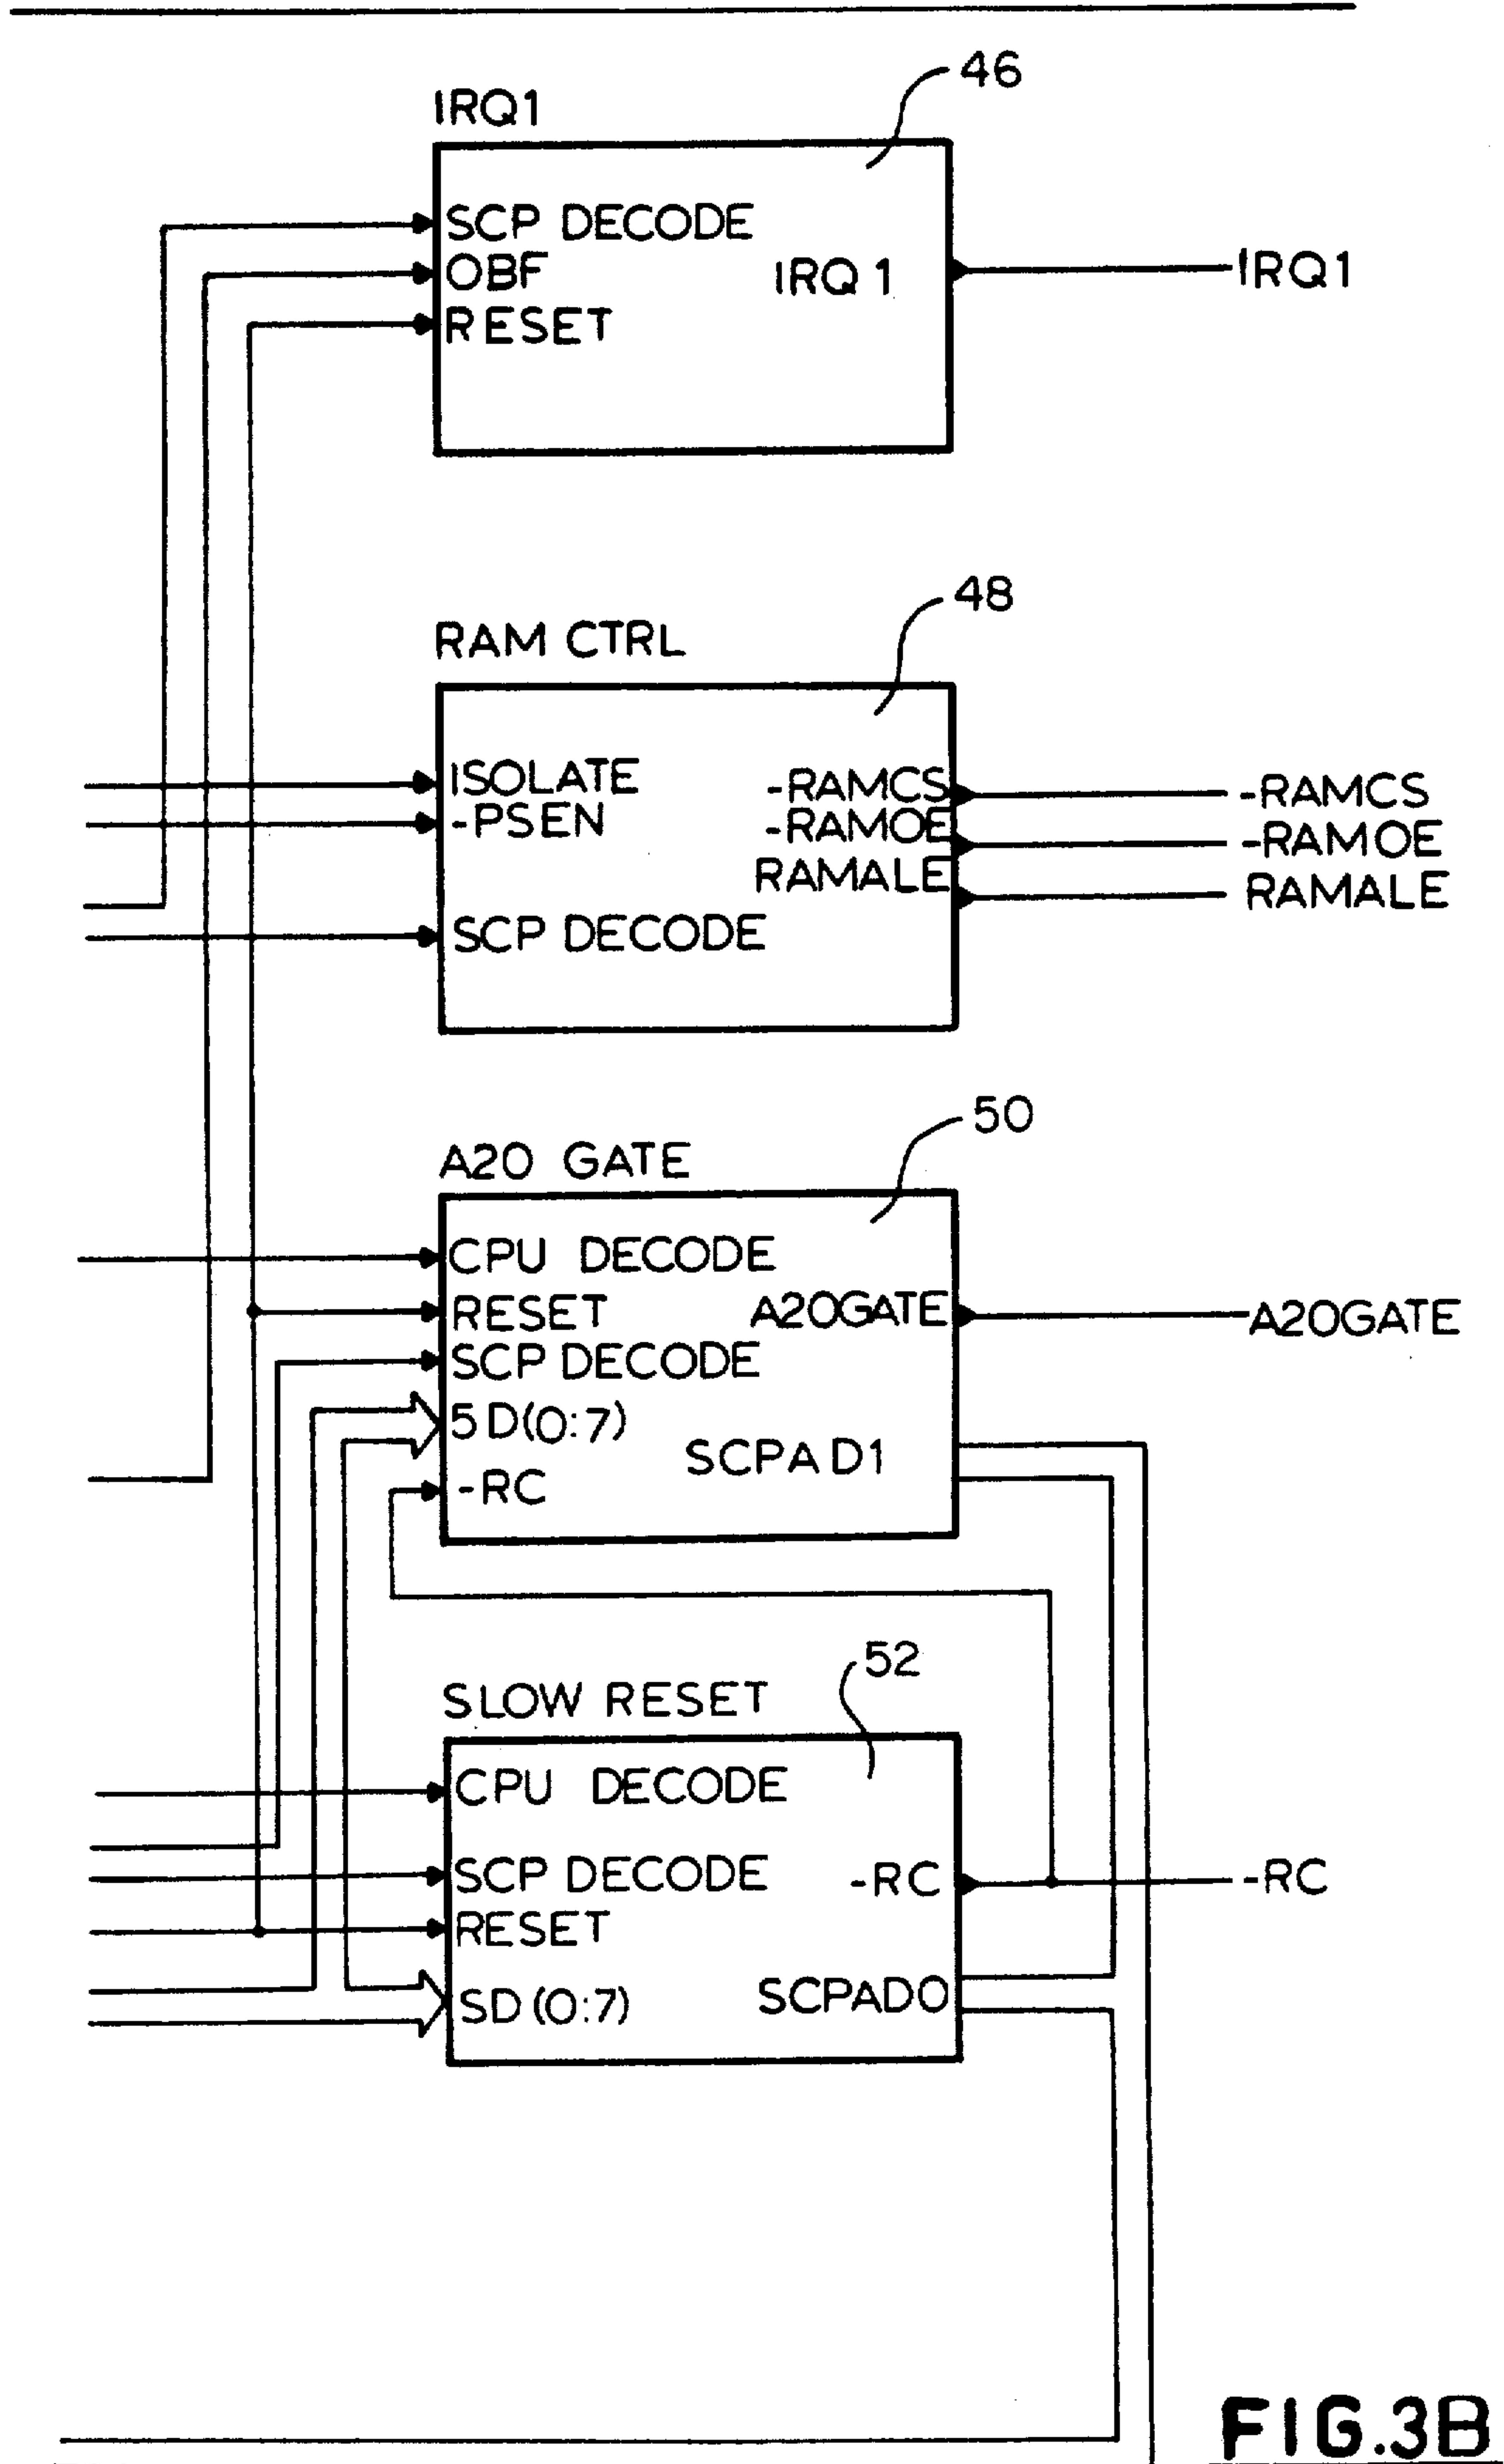 46
IRQ1
SCP DECODE
OBF
IRQ 1
IRQ1
RESET
48
RAM CTRL
ISOLATE
-RAMCS
-RAMCS
-PSEN
-RAMOE
-RAMOE
RAMALE
RAMALE
SCP DECODE
50
A20 GATE
CPU DECODE
RESET
A20GATE
A20GATE
SCP DECODE
5D(0:7)
SCPAD1
-RC
52
SLOW RESET
CPU DECODE
SCP DECODE
-RC
-RC
RESET
SCPAD0
SD(0:7)
FIG.3B